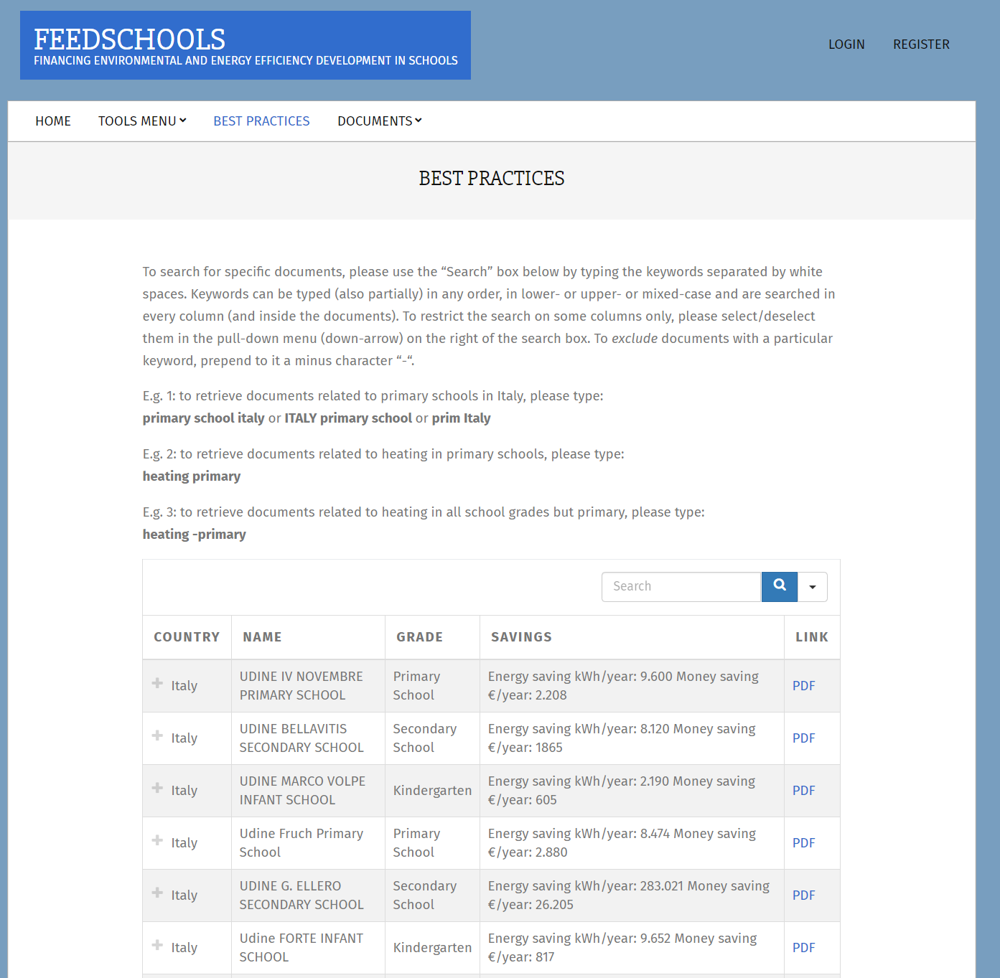 FEEDSCHOOLS
FINANCING ENVIRONMENTAL AND ENERGY EFFICIENCY DEVELOPMENT IN SCHOOLS
LOGIN REGISTER
HOME TOOLS MENU BEST PRACTICES DOCUMENTS
BEST PRACTICES
To search for specific documents, please use the “Search” box below by typing the keywords separated by white
spaces. Keywords can be typed (also partially) in any order, in lower- or upper- or mixed-case and are searched in
every column (and inside the documents). To restrict the search on some columns only, please select/deselect
them in the pull-down menu (down-arrow) on the right of the search box. To exclude documents with a particular
keyword, prepend to it a minus character “-“.
E.g. 1: to retrieve documents related to primary schools in Italy, please type:
primary school italy or ITALY primary school or prim Italy
E.g. 2: to retrieve documents related to heating in primary schools, please type:
heating primary
E.g. 3: to retrieve documents related to heating in all school grades but primary, please type:
heating -primary
Search
COUNTRY NAME GRADE SAVINGS LINK
Italy
UDINE IV NOVEMBRE
PRIMARY SCHOOL
Primary
School
Energy saving kWh/year: 9.600 Money saving
€/year: 2.208
PDF
Italy
UDINE BELLAVITIS
SECONDARY SCHOOL
Secondary
School
Energy saving kWh/year: 8.120 Money saving
€/year: 1865
PDF
Italy
UDINE MARCO VOLPE
INFANT SCHOOL
Kindergarten
Energy saving kWh/year: 2.190 Money saving
€/year: 605
PDF
Italy
Udine Fruch Primary
School
Primary
School
Energy saving kWh/year: 8.474 Money saving
€/year: 2.880
PDF
Italy
UDINE G. ELLERO
SECONDARY SCHOOL
Secondary
School
Energy saving kWh/year: 283.021 Money saving
€/year: 26.205
PDF
Italy
Udine FORTE INFANT
SCHOOL
Kindergarten
Energy saving kWh/year: 9.652 Money saving
€/year: 817
PDF